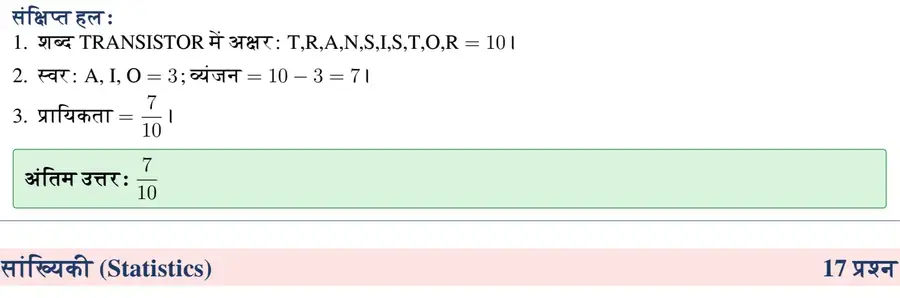 संक्षिप्त हल:
1. शब्द TRANSISTOR में अक्षर: T,R,A,N,S,I,S,T,O,R = 10।
2. स्वर: A, I, O = 3; व्यंजन = 10 − 3 = 7।
3. प्रायिकता = 7/10।
अंतिम उत्तर: 7/10
सांख्यिकी (Statistics) 17 प्रश्न